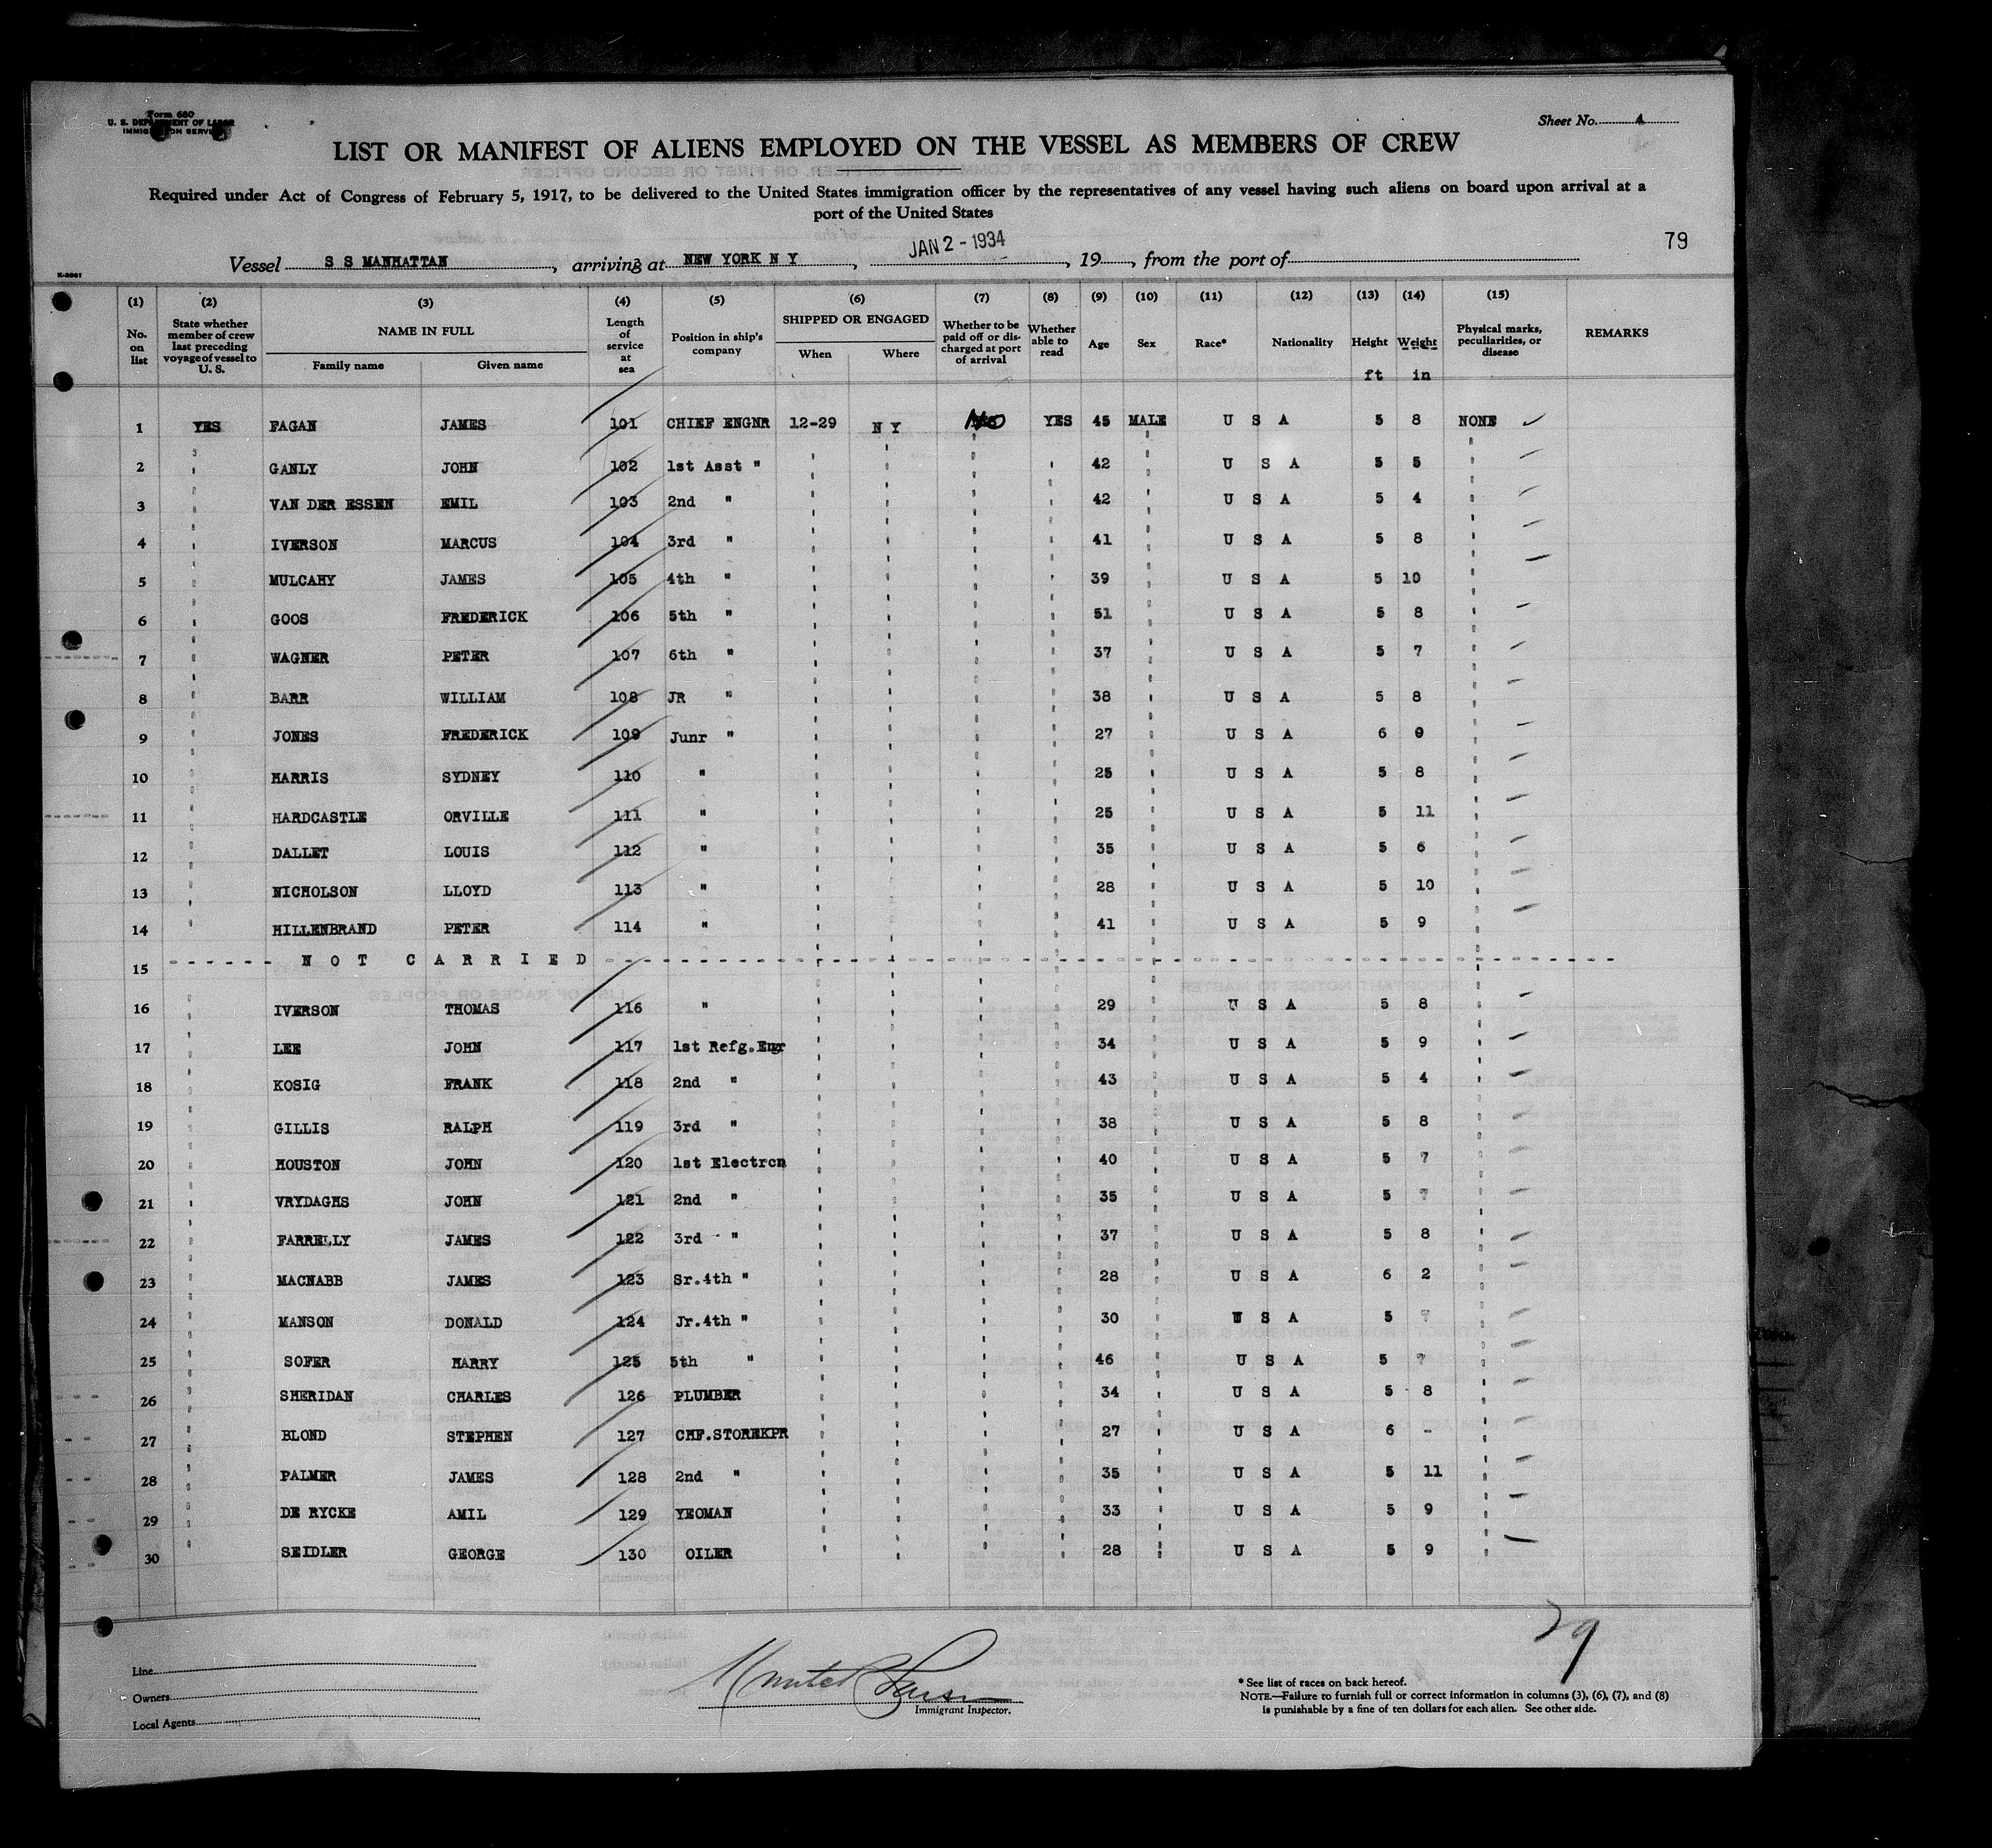 Form 680
U. S. DEPARTMENT OF LABOR
IMMIGRATION SERVICE
Sheet No. 4
LIST OR MANIFEST OF ALIENS EMPLOYED ON THE VESSEL AS MEMBERS OF CREW
Required under Act of Congress of February 5, 1917, to be delivered to the United States immigration officer by the representatives of any vessel having such aliens on board upon arrival at a
port of the United States
79
Vessel S S MANHATTAN, arriving at NEW YORK N Y, JAN 2 - 1934, 19, from the port of
(1) (2) (3) (4) (5) (6) (7) (8) (9) (10) (11) (12) (13) (14) (15)
No. on list State whether member of crew last preceding voyage of vessel to U. S. NAME IN FULL Family name Given name Length of service at sea Position in ship's company SHIPPED OR ENGAGED When Where Whether to be paid off or discharged at port of arrival Whether able to read Age Sex Race* Nationality Height Weight Physical marks, peculiarities, or disease REMARKS
ft in
1 YES FAGAN JAMES 101 CHIEF ENGNR 12-29 N Y No YES 45 MALE U S A 5 8 NONE
2 " GANLY JOHN 102 1st Asst " 42 U S A 5 5
3 " VAN DER ESSEN EMIL 103 2nd " 42 U S A 5 4
4 " IVERSON MARCUS 104 3rd " 41 U S A 5 8
5 " MULCAHY JAMES 105 4th " 39 U S A 5 10
6 " GOOS FREDERICK 106 5th " 51 U S A 5 8
7 " WAGNER PETER 107 6th " 37 U S A 5 7
8 " BARR WILLIAM 108 JR " 38 U S A 5 8
9 " JONES FREDERICK 109 Junr " 27 U S A 6 0
10 " HARRIS SYDNEY 110 " 25 U S A 5 8
11 " HARDCASTLE ORVILLE 111 " 25 U S A 5 11
12 " DALLET LOUIS 112 " 35 U S A 5 6
13 " NICHOLSON LLOYD 113 " 28 U S A 5 10
14 " HILLENBRAND PETER 114 " 41 U S A 5 9
15 ------ N O T C A R R I E D ------
16 " IVERSON THOMAS 116 " 29 U S A 5 8
17 " LEE JOHN 117 1st Refg.Engr 34 U S A 5 9
18 " KOSIG FRANK 118 2nd " 43 U S A 5 4
19 " GILLIS RALPH 119 3rd " 38 U S A 5 8
20 " HOUSTON JOHN 120 1st Electrcn 40 U S A 5 7
21 " VRYDAGHS JOHN 121 2nd " 35 U S A 5 7
22 " FARRELLY JAMES 122 3rd " 37 U S A 5 8
23 " MACNABB JAMES 123 Sr.4th " 28 U S A 6 2
24 " MANSON DONALD 124 Jr.4th " 30 U S A 5 7
25 " SOFER HARRY 125 5th " 46 U S A 5 7
26 " SHERIDAN CHARLES 126 PLUMBER 34 U S A 5 8
27 " BLOND STEPHEN 127 CHF.STOREKPR 27 U S A 6 -
28 " PALMER JAMES 128 2nd " 35 U S A 5 11
29 " DE RYCKE AMIL 129 YEOMAN 33 U S A 5 9
30 " SEIDLER GEORGE 130 OILER 28 U S A 5 9
29
Line
Owners
Local Agents
Immigrant Inspector.
* See list of races on back hereof.
NOTE.—Failure to furnish full or correct information in columns (3), (6), (7), and (8)
is punishable by a fine of ten dollars for each alien. See other side.